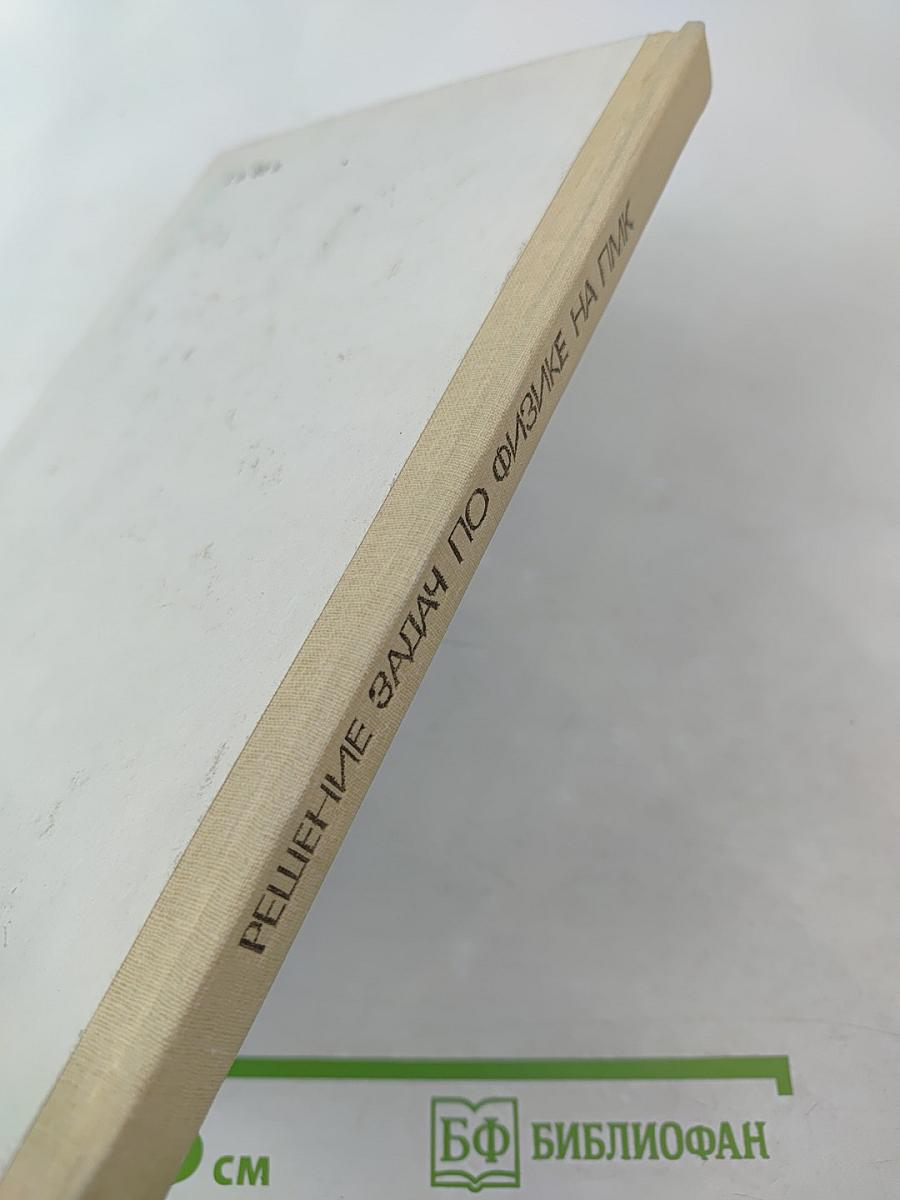 РЕШЕНИЕ ЗАДАЧ ПО ФИЗИКЕ НА ПМК
см
БФ БИБЛИОФАН